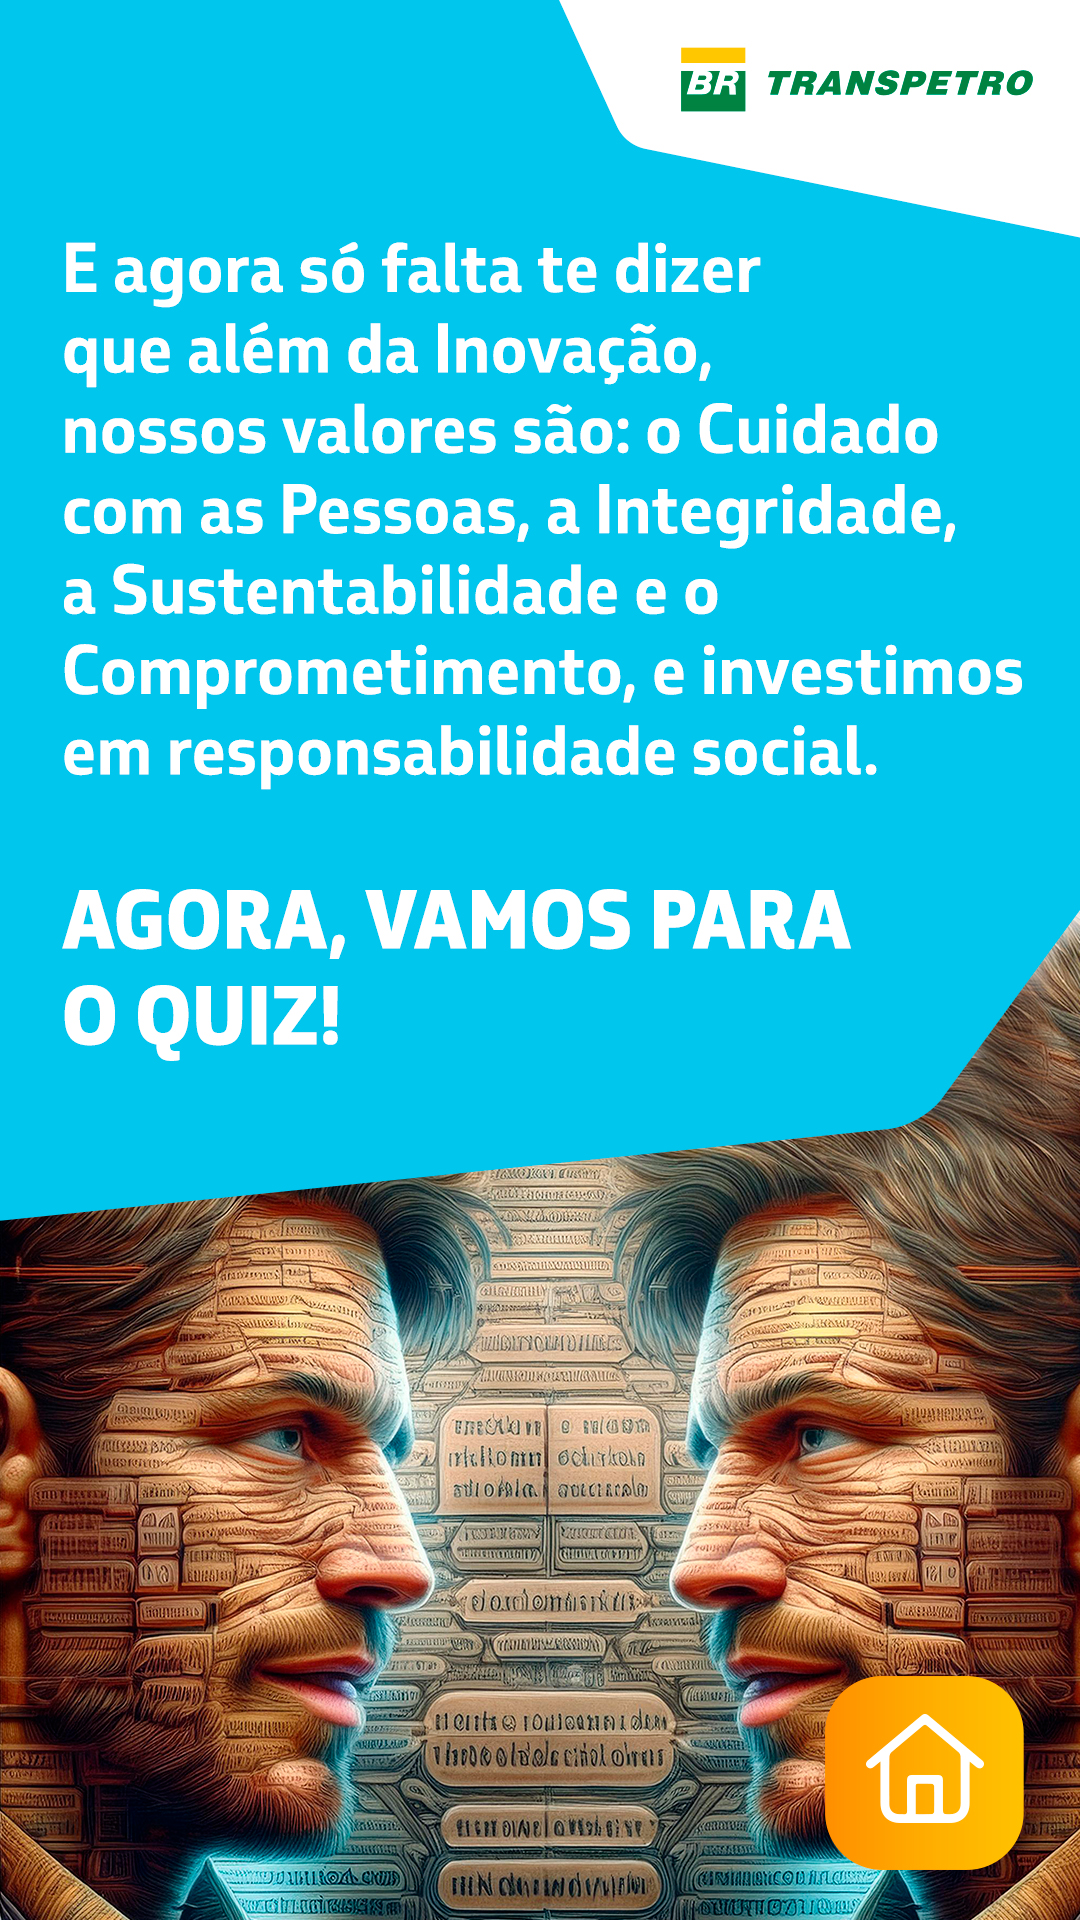 BR TRANSPETRO
E agora só falta te dizer
que além da Inovação,
nossos valores são: o Cuidado
com as Pessoas, a Integridade,
a Sustentabilidade e o
Comprometimento, e investimos
em responsabilidade social.
AGORA, VAMOS PARA
O QUIZ!